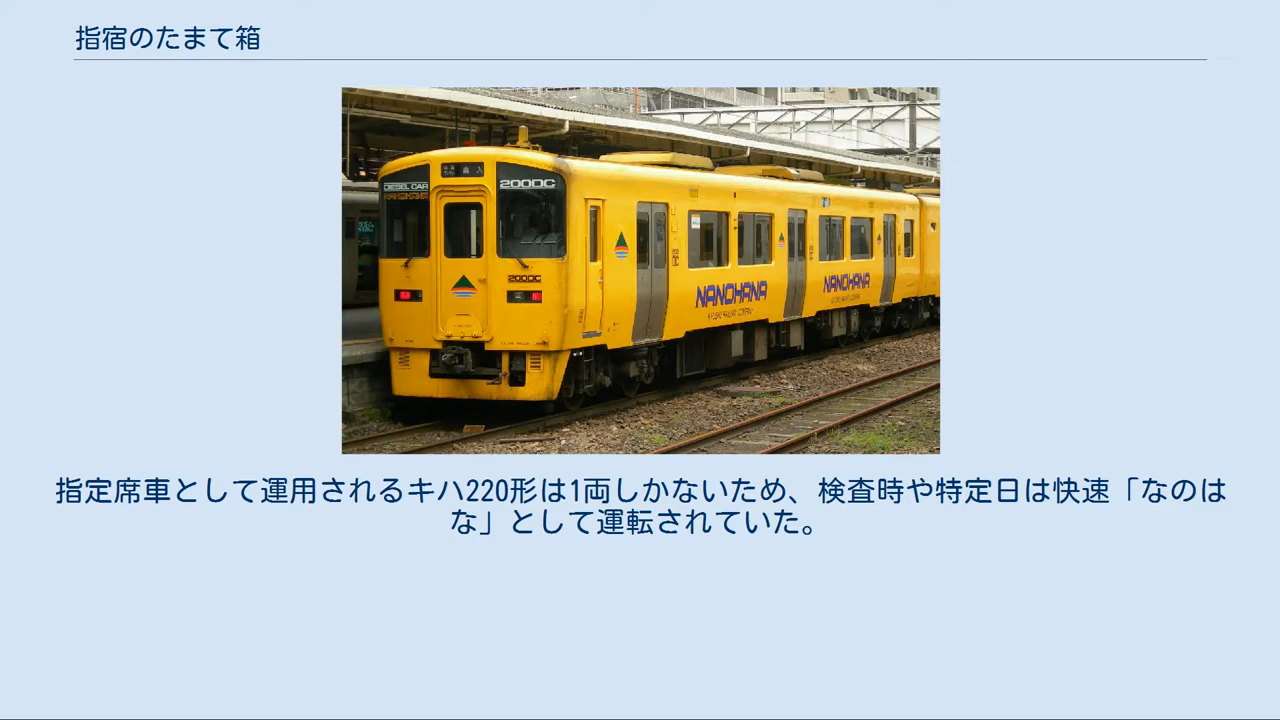 指宿のたまて箱
DIESEL CAR
200DC
200DC
NANOHANA
NANOHANA
指定席車として運用されるキハ220形は1両しかないため、検査時や特定日は快速「なのは
な」として運転されていた。